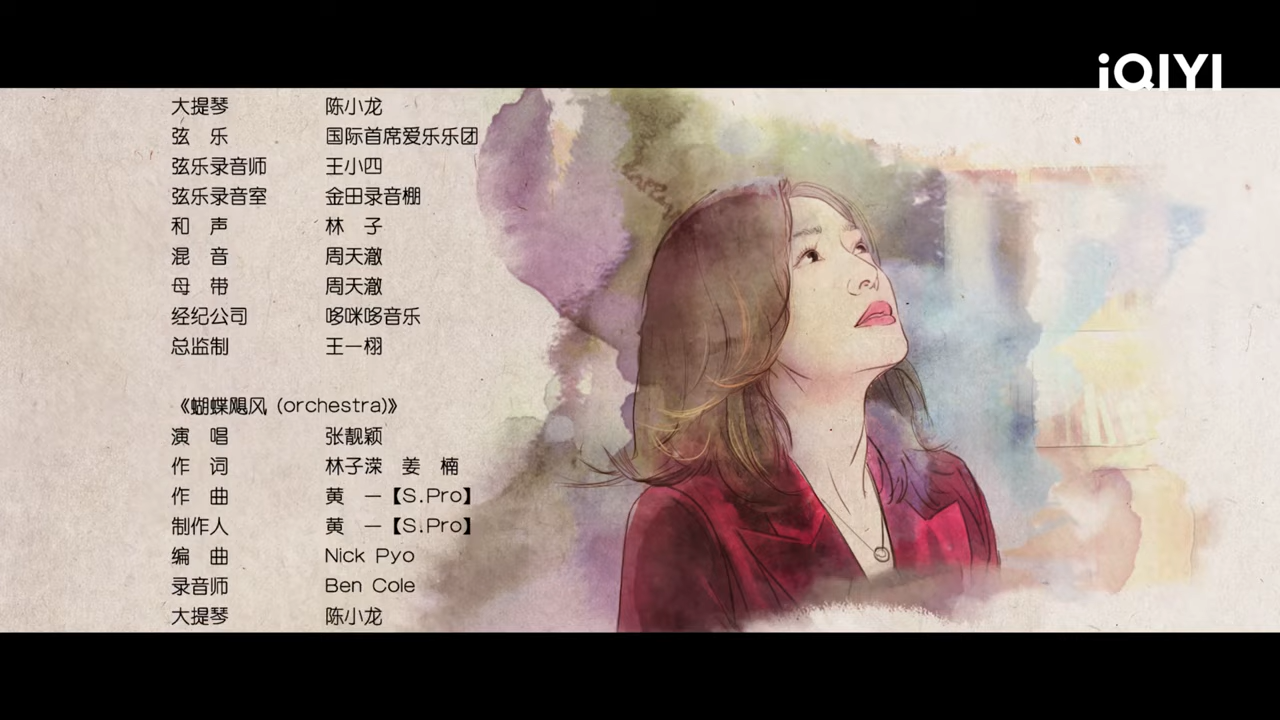 iQIYI
大提琴 陈小龙
弦 乐 国际首席爱乐乐团
弦乐录音师 王小四
弦乐录音室 金田录音棚
和 声 林 子
混 音 周天澈
母 带 周天澈
经纪公司 哆咪哆音乐
总监制 王一栩
《蝴蝶飓风 (orchestra)》
演 唱 张靓颖
作 词 林子溁 姜 楠
作 曲 黄 一【S.Pro】
制作人 黄 一【S.Pro】
编 曲 Nick Pyo
录音师 Ben Cole
大提琴 陈小龙